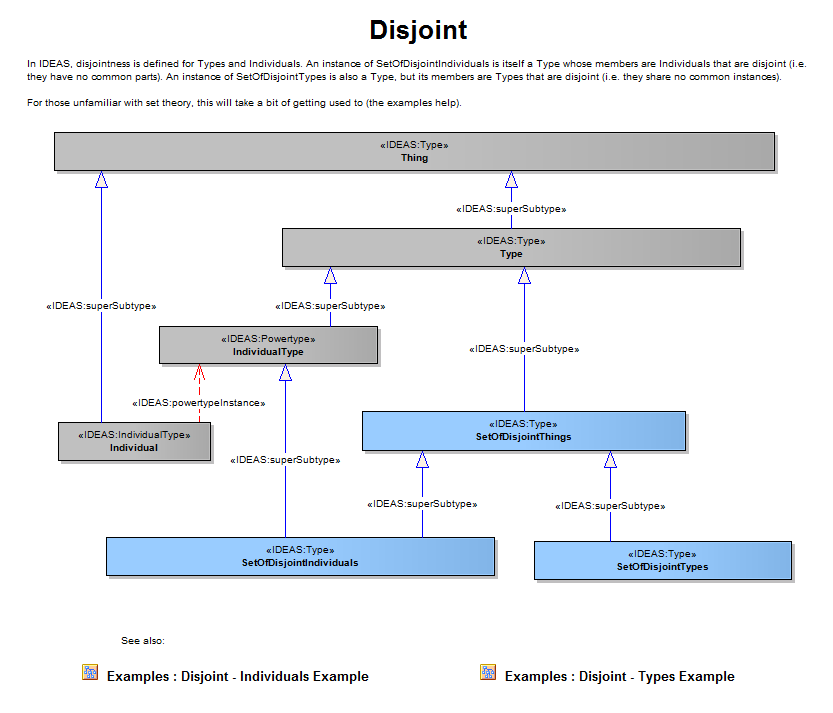 Disjoint
In IDEAS, disjointness is defined for Types and Individuals. An instance of SetOfDisjointIndividuals is itself a Type whose members are Individuals that are disjoint (i.e.
they have no common parts). An instance of SetOfDisjointTypes is also a Type, but its members are Types that are disjoint (i.e. they share no common instances).
For those unfamiliar with set theory, this will take a bit of getting used to (the examples help).
«IDEAS:Type»
Thing
«IDEAS:superSubtype»
«IDEAS:Type»
Type
«IDEAS:superSubtype»
«IDEAS:superSubtype»
«IDEAS:Powertype»
IndividualType
«IDEAS:superSubtype»
«IDEAS:powertypeInstance»
«IDEAS:Type»
SetOfDisjointThings
«IDEAS:IndividualType»
Individual
«IDEAS:superSubtype»
«IDEAS:superSubtype»
«IDEAS:superSubtype»
«IDEAS:Type»
SetOfDisjointIndividuals
«IDEAS:Type»
SetOfDisjointTypes
See also:
Examples : Disjoint - Individuals Example
Examples : Disjoint - Types Example